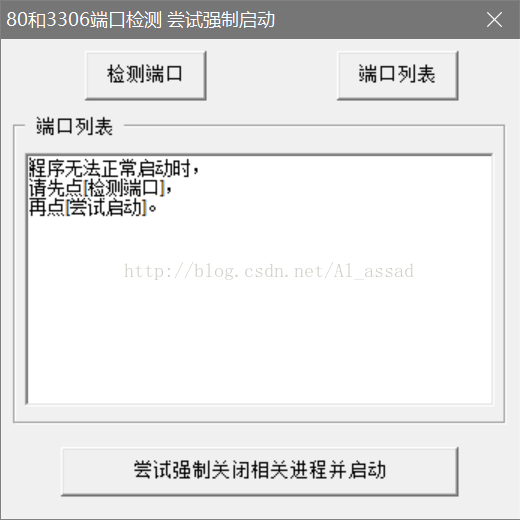 80和3306端口检测 尝试强制启动
检测端口
端口列表
端口列表
程序无法正常启动时，
请先点[检测端口]，
再点[尝试启动]。
http://blog.csdn.net/Al_assad
尝试强制关闭相关进程并启动